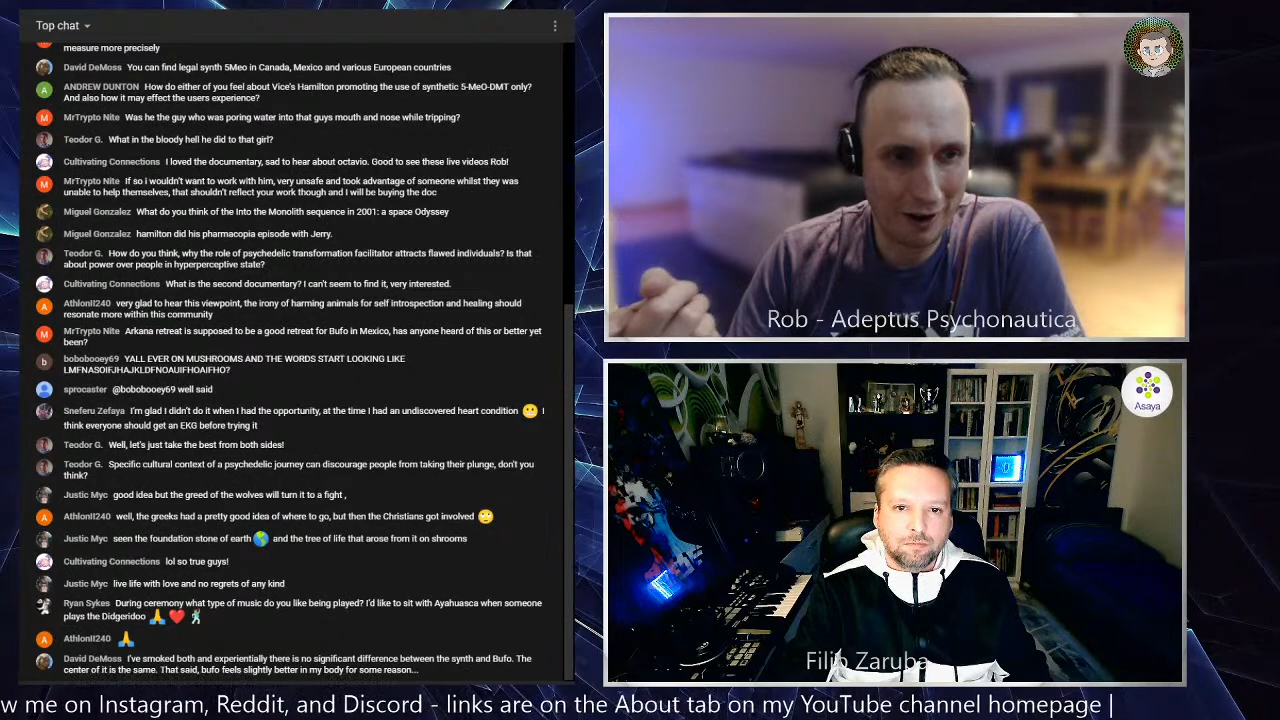 Top chat
measure more precisely
David DeMoss You can find legal synth 5Meo in Canada, Mexico and various European countries
ANDREW DUNTON How do either of you feel about Vice's Hamilton promoting the use of synthetic 5-MeO-DMT only?
And also how it may effect the users experience?
MrTrypto Nite Was he the guy who was poring water into that guys mouth and nose while tripping?
Teodor G. What in the bloody hell he did to that girl?
Cultivating Connections I loved the documentary, sad to hear about octavio. Good to see these live videos Rob!
MrTrypto Nite If so i wouldn't want to work with him, very unsafe and took advantage of someone whilst they was
unable to help themselves, that shouldn't reflect your work though and I will be buying the doc
Miguel Gonzalez What do you think of the Into the Monolith sequence in 2001: a space Odyssey
Miguel Gonzalez hamilton did his pharmacopia episode with Jerry.
Teodor G. How do you think, why the role of psychedelic transformation facilitator attracts flawed individuals? Is that
about power over people in hyperperceptive state?
Cultivating Connections What is the second documentary? I can't seem to find it, very interested.
AthlonII240 very glad to hear this viewpoint, the irony of harming animals for self introspection and healing should
resonate more within this community
MrTrypto Nite Arkana retreat is supposed to be a good retreat for Bufo in Mexico, has anyone heard of this or better yet
been?
bobobooey69 YALL EVER ON MUSHROOMS AND THE WORDS START LOOKING LIKE
LMFNASOIFJHAJKLDFNOAUIFHOAIFHO?
sprocaster @bobobooey69 well said
Sneferu Zefaya I'm glad I didn't do it when I had the opportunity, at the time I had an undiscovered heart condition 😬 I
think everyone should get an EKG before trying it
Teodor G. Well, let's just take the best from both sides!
Teodor G. Specific cultural context of a psychedelic journey can discourage people from taking their plunge, don't you
think?
Justic Myc good idea but the greed of the wolves will turn it to a fight ,
AthlonII240 well, the greeks had a pretty good idea of where to go, but then the Christians got involved 🙄
Justic Myc seen the foundation stone of earth🌎 and the tree of life that arose from it on shrooms
Cultivating Connections lol so true guys!
Justic Myc live life with love and no regrets of any kind
Ryan Sykes During ceremony what type of music do you like being played? I'd like to sit with Ayahuasca when someone
plays the Didgeridoo 🙏 ❤️ 🕺
AthlonII240 🙏
David DeMoss I've smoked both and experientially there is no significant difference between the synth and Bufo. The
center of it is the same. That said, bufo feels slightly better in my body for some reason...
Rob - Adeptus Psychonautica
Asaya
Filip Zaruba
w me on Instagram, Reddit, and Discord - links are on the About tab on my YouTube channel homepage |